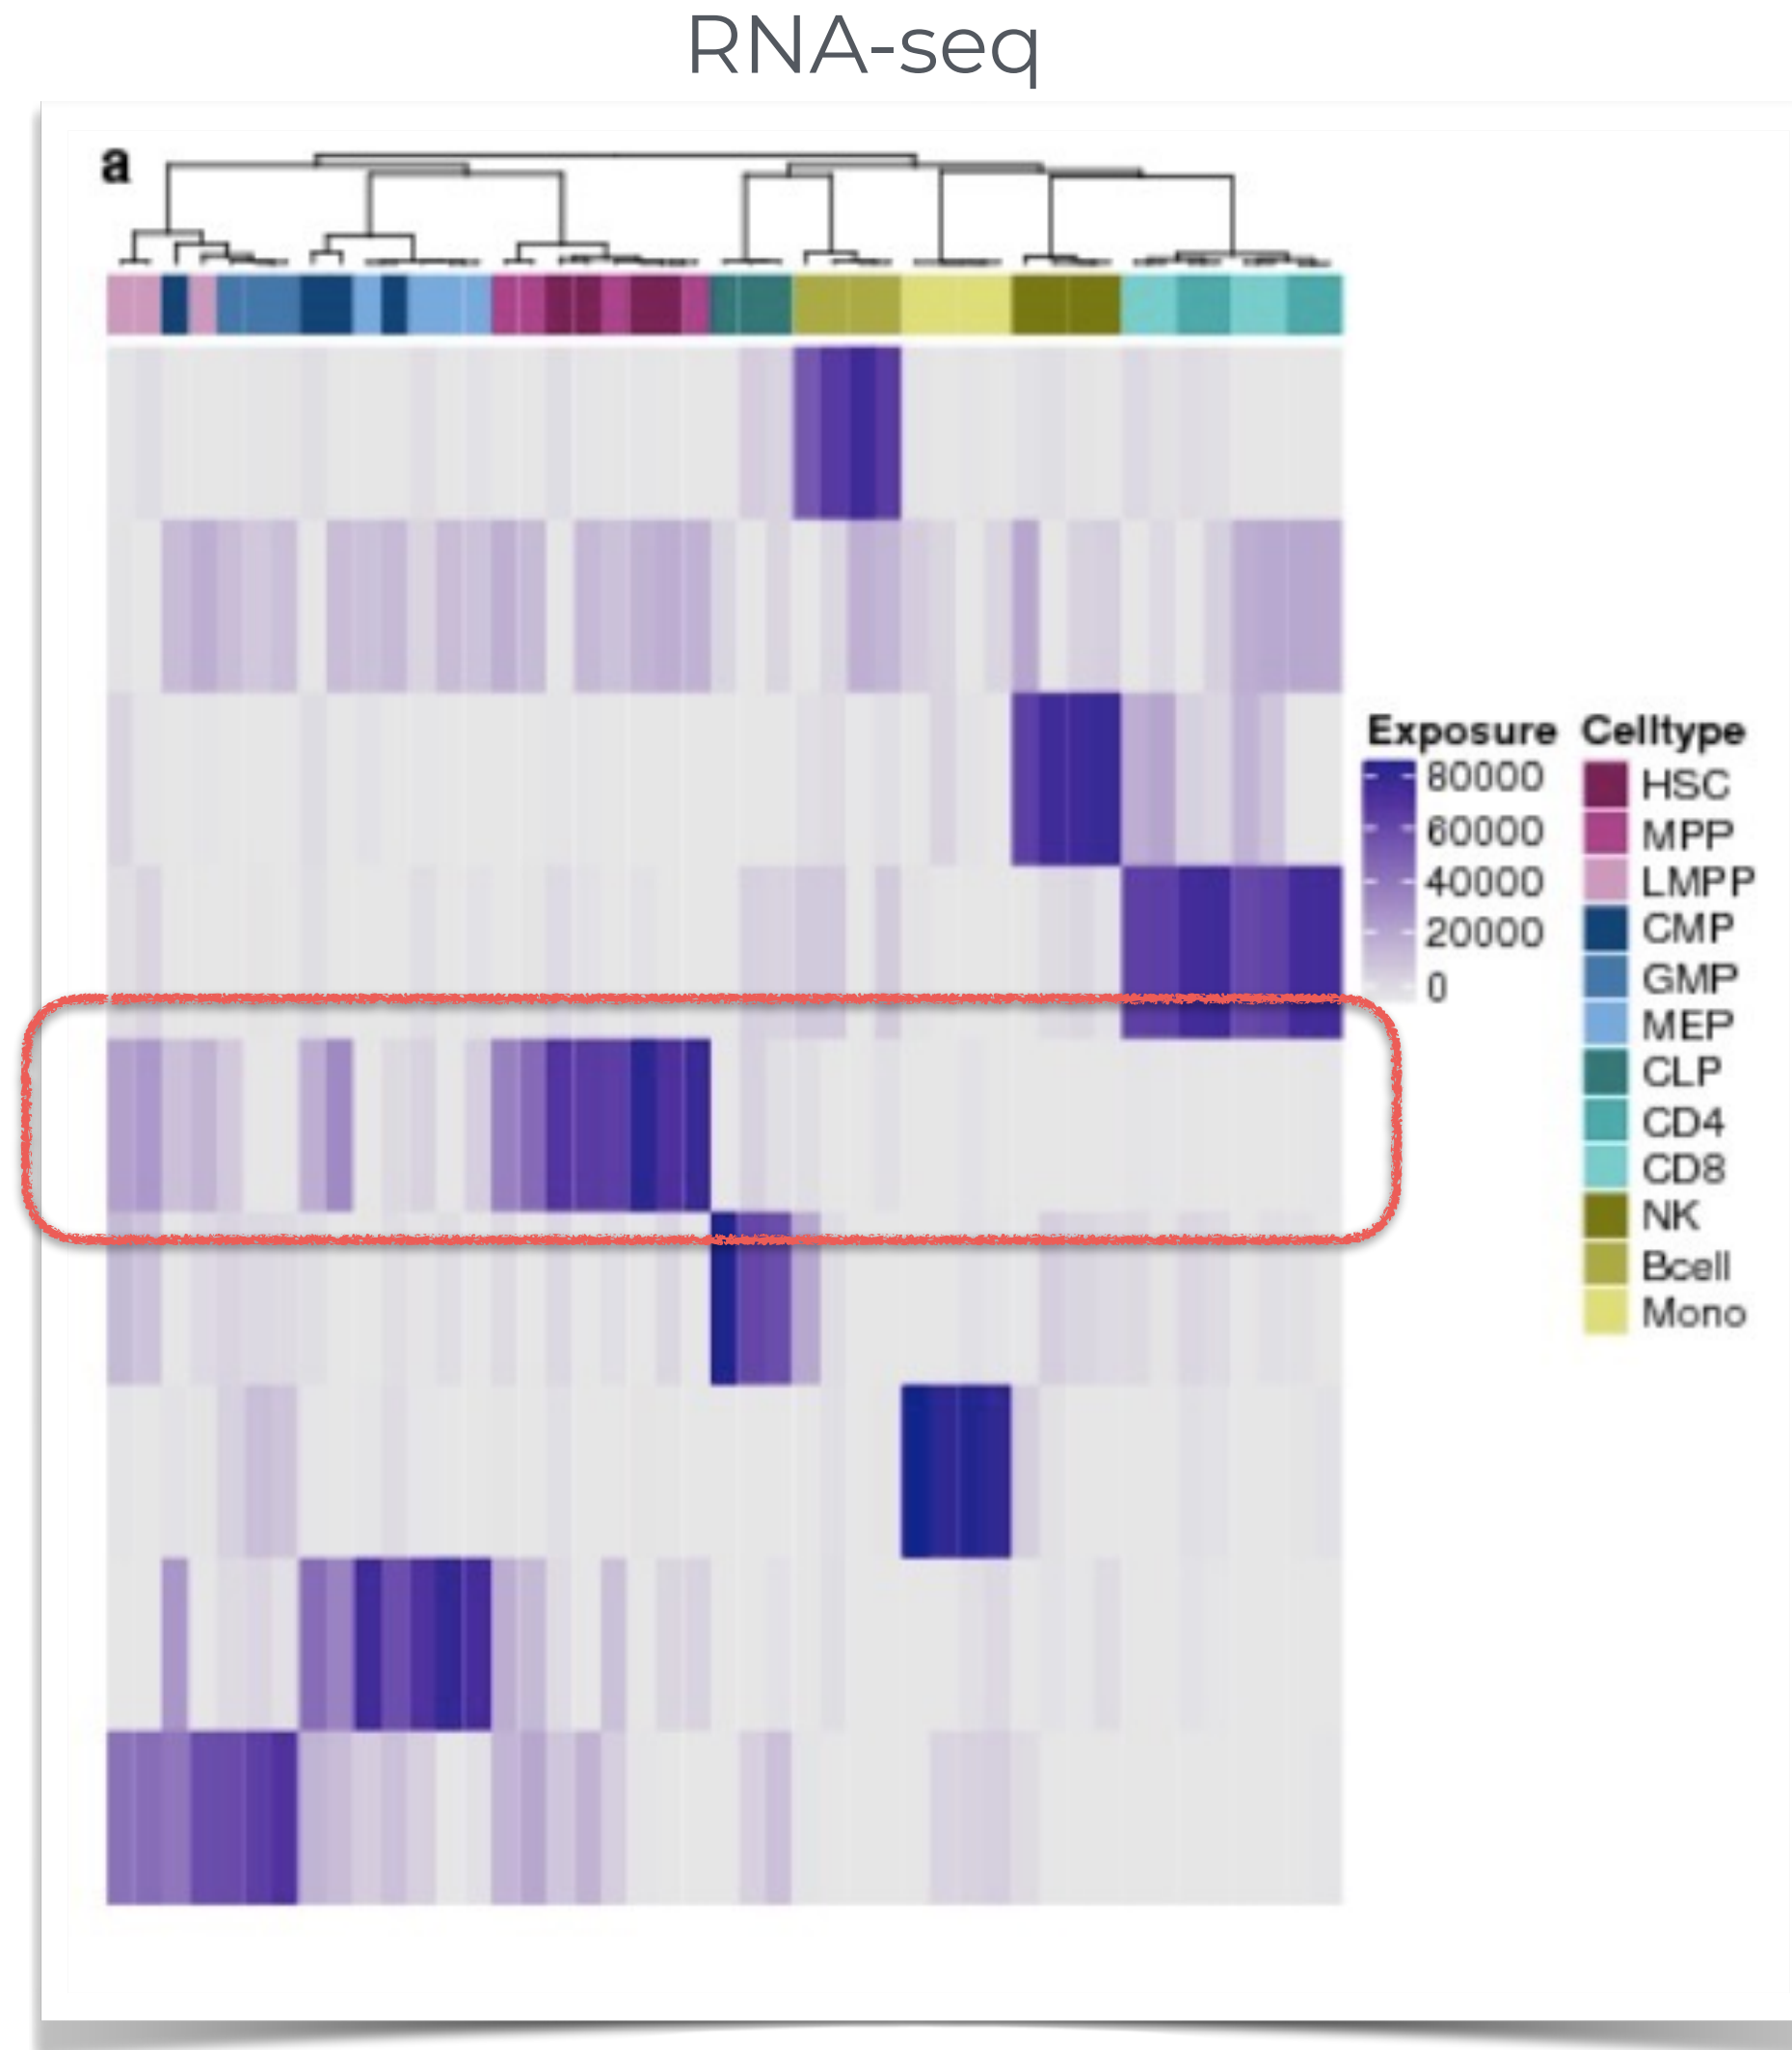 RNA-seq
a
Exposure
80000
60000
40000
20000
0
Celltype
HSC
MPP
LMPP
CMP
GMP
MEP
CLP
CD4
CD8
NK
Bcell
Mono